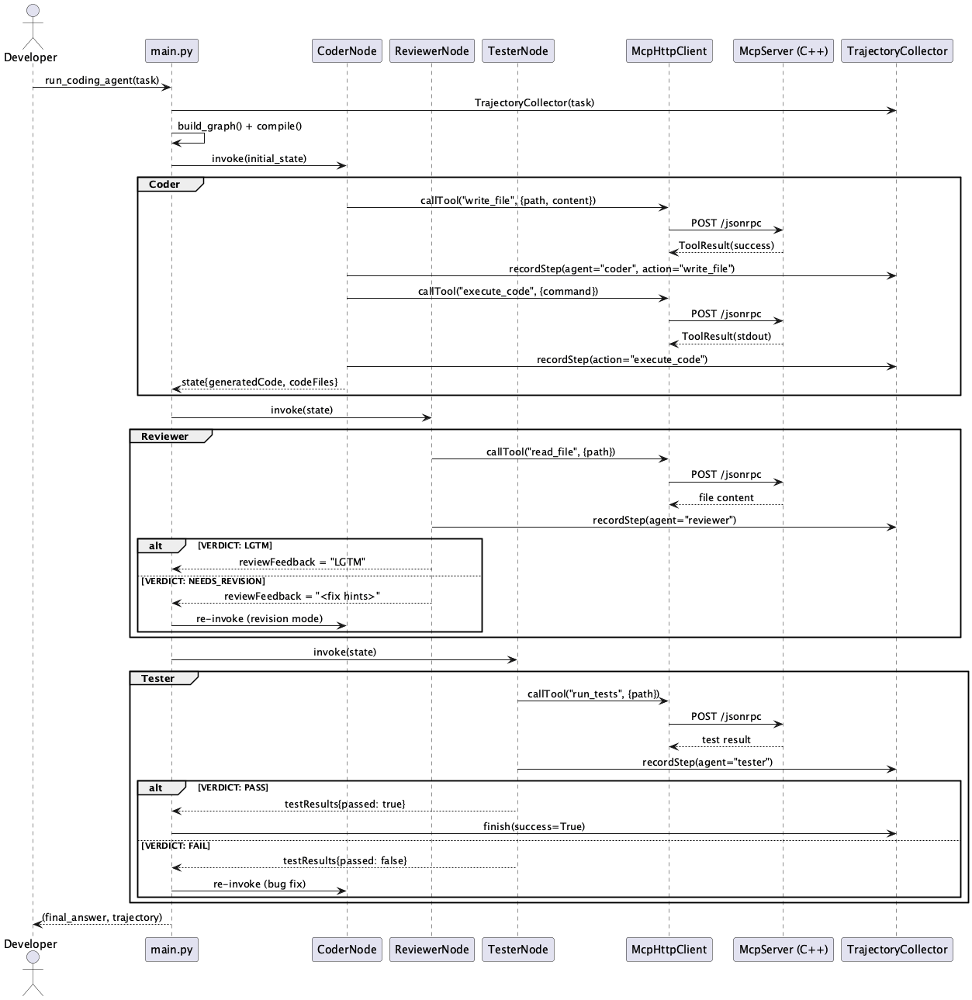 Developer
main.py
CoderNode
ReviewerNode
TesterNode
McpHttpClient
McpServer (C++)
TrajectoryCollector
run_coding_agent(task)
TrajectoryCollector(task)
build_graph() + compile()
invoke(initial_state)
Coder
callTool("write_file", {path, content})
POST /jsonrpc
ToolResult(success)
recordStep(agent="coder", action="write_file")
callTool("execute_code", {command})
POST /jsonrpc
ToolResult(stdout)
recordStep(action="execute_code")
state{generatedCode, codeFiles}
invoke(state)
Reviewer
callTool("read_file", {path})
POST /jsonrpc
file content
recordStep(agent="reviewer")
alt
[VERDICT: LGTM]
reviewFeedback = "LGTM"
[VERDICT: NEEDS_REVISION]
reviewFeedback = "<fix hints>"
re-invoke (revision mode)
invoke(state)
Tester
callTool("run_tests", {path})
POST /jsonrpc
test result
recordStep(agent="tester")
alt
[VERDICT: PASS]
testResults{passed: true}
finish(success=True)
[VERDICT: FAIL]
testResults{passed: false}
re-invoke (bug fix)
(final_answer, trajectory)
Developer
main.py
CoderNode
ReviewerNode
TesterNode
McpHttpClient
McpServer (C++)
TrajectoryCollector